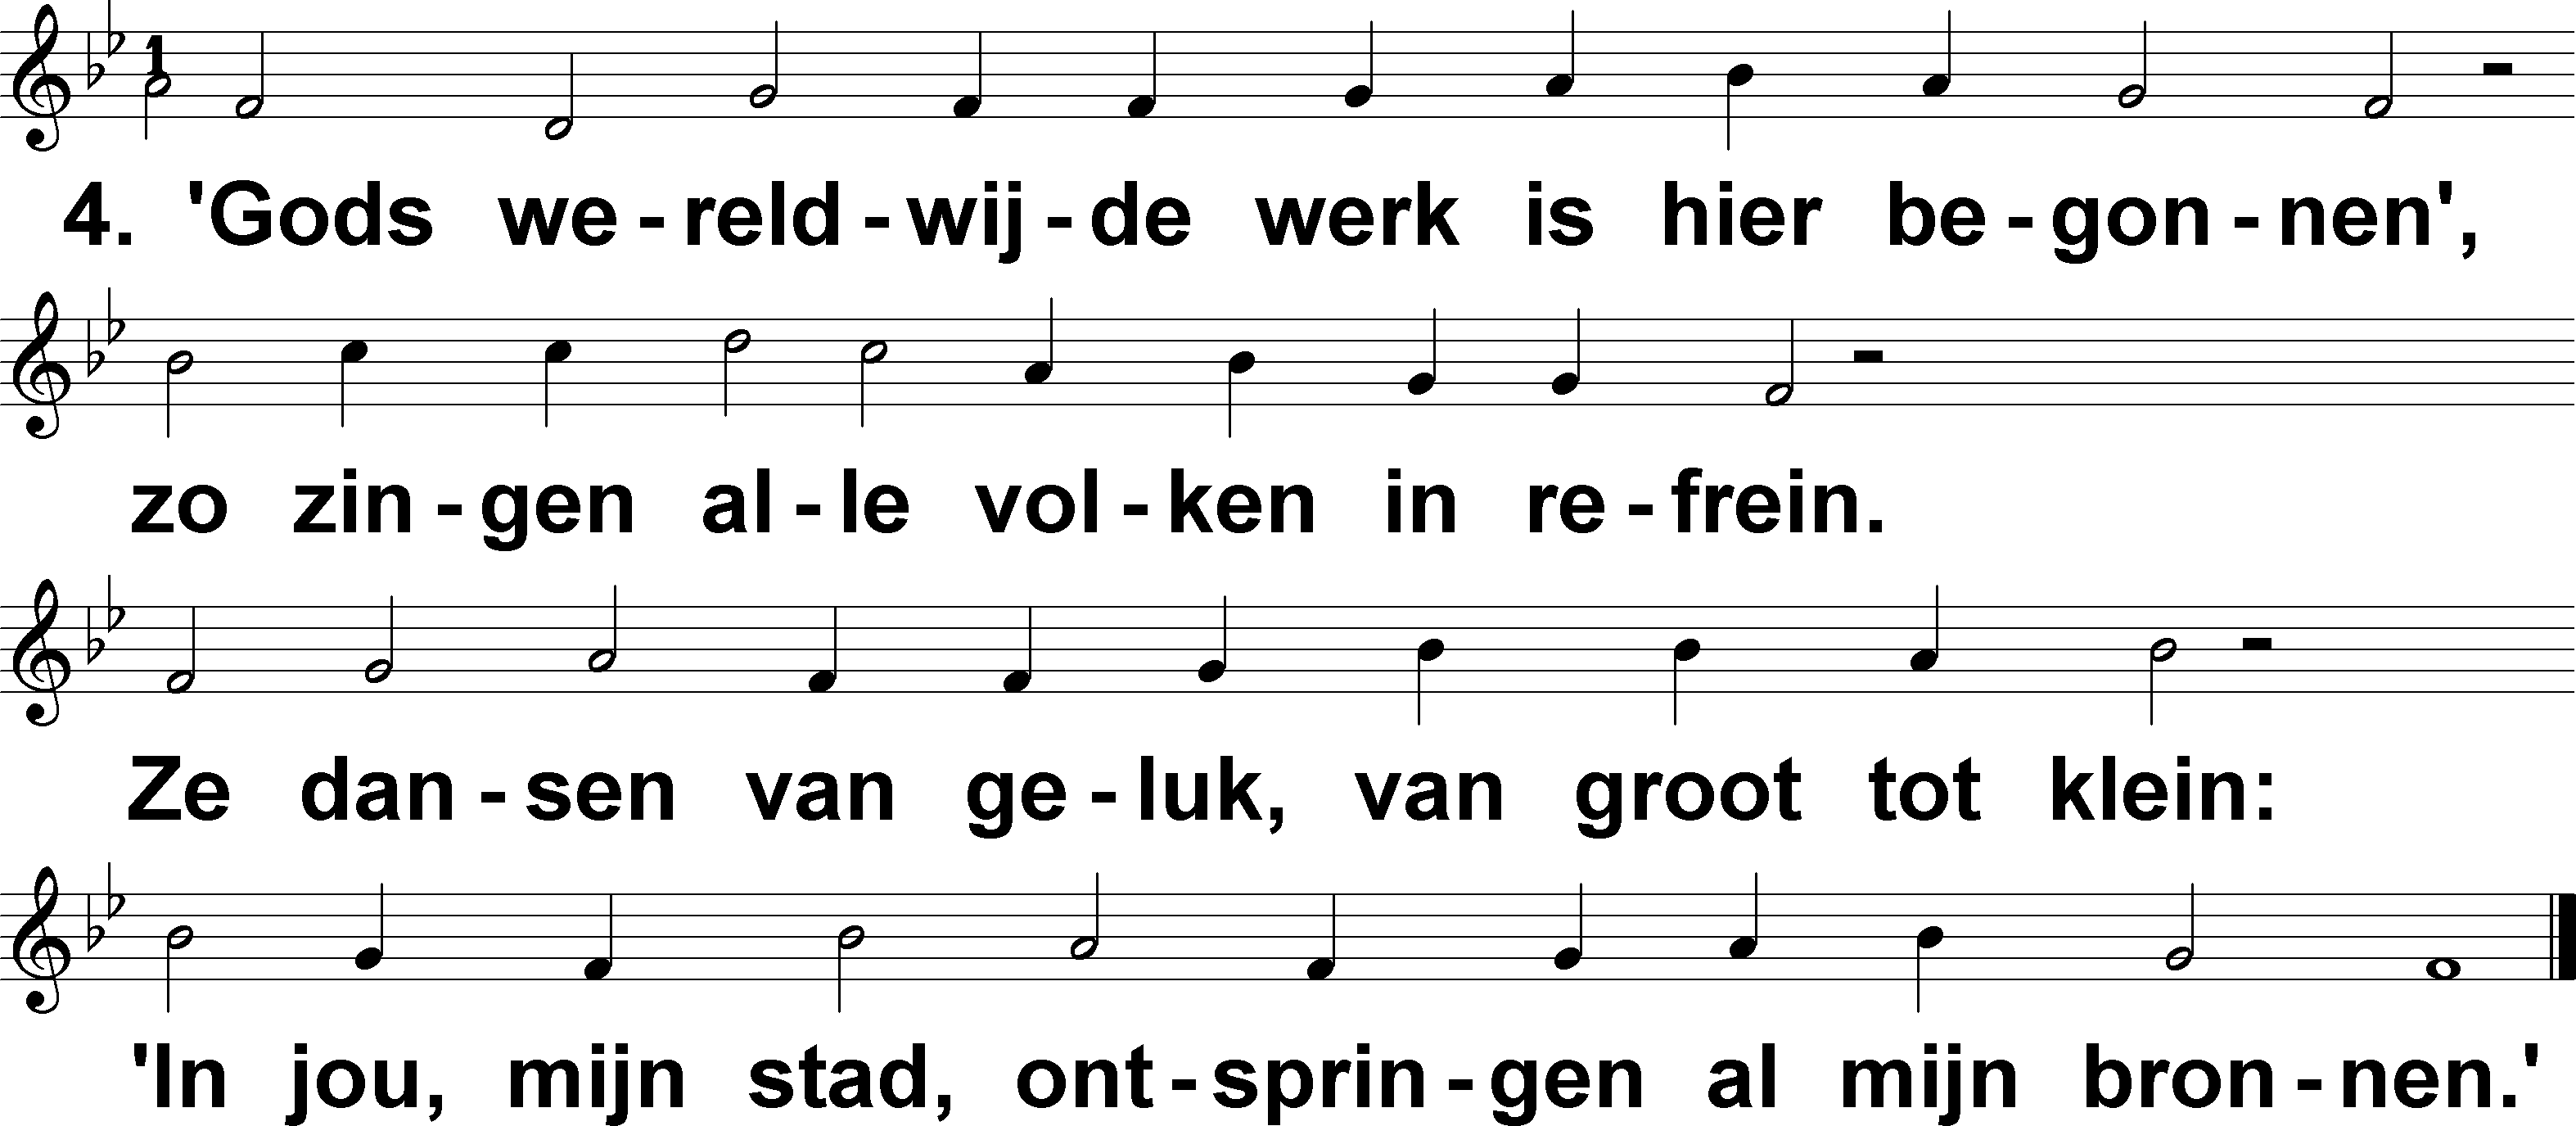 1
4. 'Gods we-reld-wij-de werk is hier be-gon-nen',
zo zin-gen al-le vol-ken in re-frein.
Ze dan-sen van ge-luk, van groot tot klein:
'In jou, mijn stad, ont-sprin-gen al mijn bron-nen.'